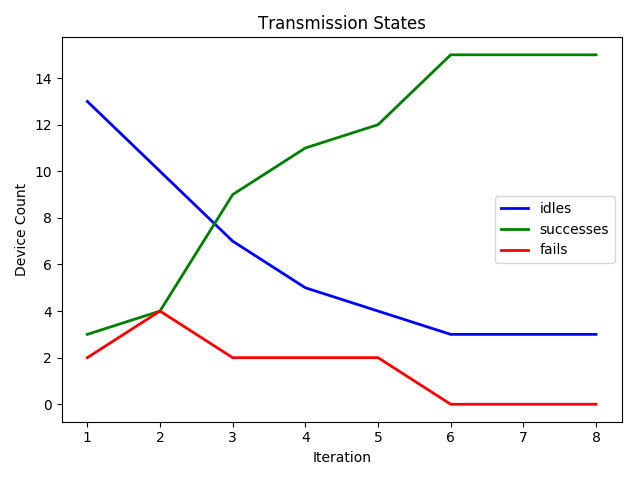 Transmission States
Device Count
14
12
10
8
6
4
2
0
idles
successes
fails
1 2 3 4 5 6 7 8
Iteration